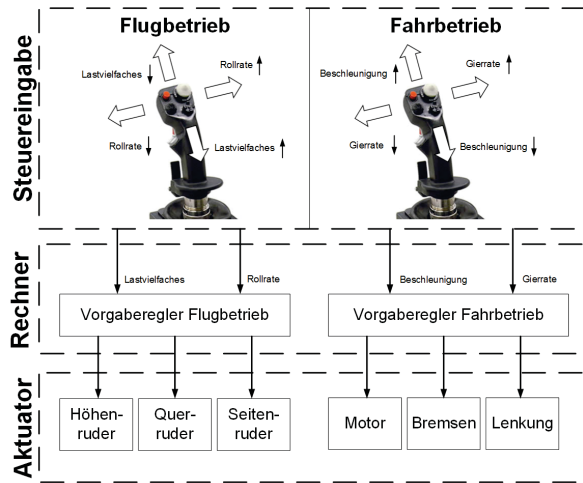 Flugbetrieb
Fahrbetrieb
Steuereingabe
Lastvielfaches
Rollrate
Rollrate
Lastvielfaches
Beschleunigung
Gierrate
Gierrate
Beschleunigung
Rechner
Lastvielfaches
Rollrate
Beschleunigung
Gierrate
Vorgaberegler Flugbetrieb
Vorgaberegler Fahrbetrieb
Aktuator
Höhen-
ruder
Quer-
ruder
Seiten-
ruder
Motor
Bremsen
Lenkung